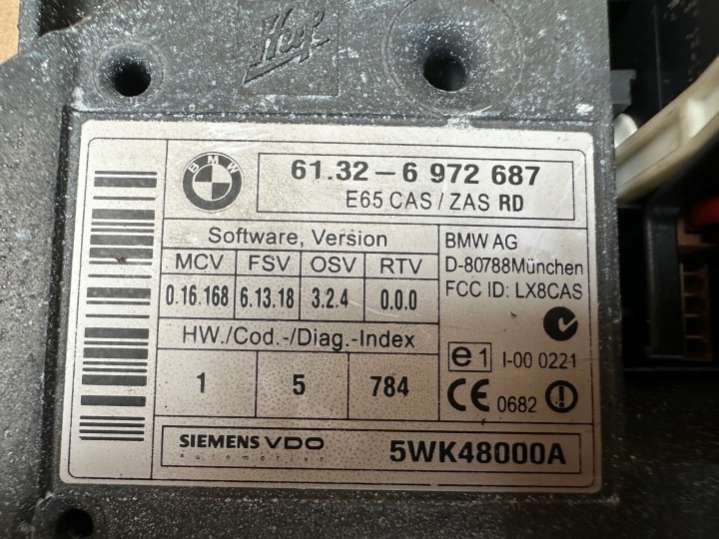 Huf
BMW
61.32-6 972 687
E65 CAS / ZAS RD
Software, Version
MCV FSV OSV RTV
0.16.168 6.13.18 3.2.4 0.0.0
HW./Cod.-/Diag.-Index
1 5 784
BMW AG
D-80788München
FCC ID: LX8CAS
e1 I-00 0221
CE 0682
SIEMENS VDO
Automotive
5WK48000A